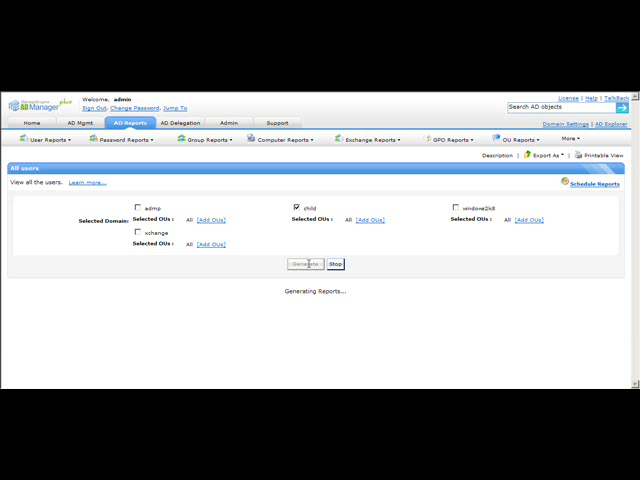 ManageEngine
ADManager plus
Welcome, admin
Sign Out, Change Password, Jump To
License | Help | TalkBack
Search AD objects
Home AD Mgmt AD Reports AD Delegation Admin Support
Domain Settings | AD Explorer
User Reports Password Reports Group Reports Computer Reports Exchange Reports GPO Reports OU Reports More
Description | Export As | Printable View
All users
View all the users. Learn more...
Schedule Reports
Selected Domain:
admp
Selected OUs : All [Add OUs]
child
Selected OUs : All [Add OUs]
windows2k8
Selected OUs : All [Add OUs]
xchange
Selected OUs : All [Add OUs]
Generate Stop
Generating Reports...